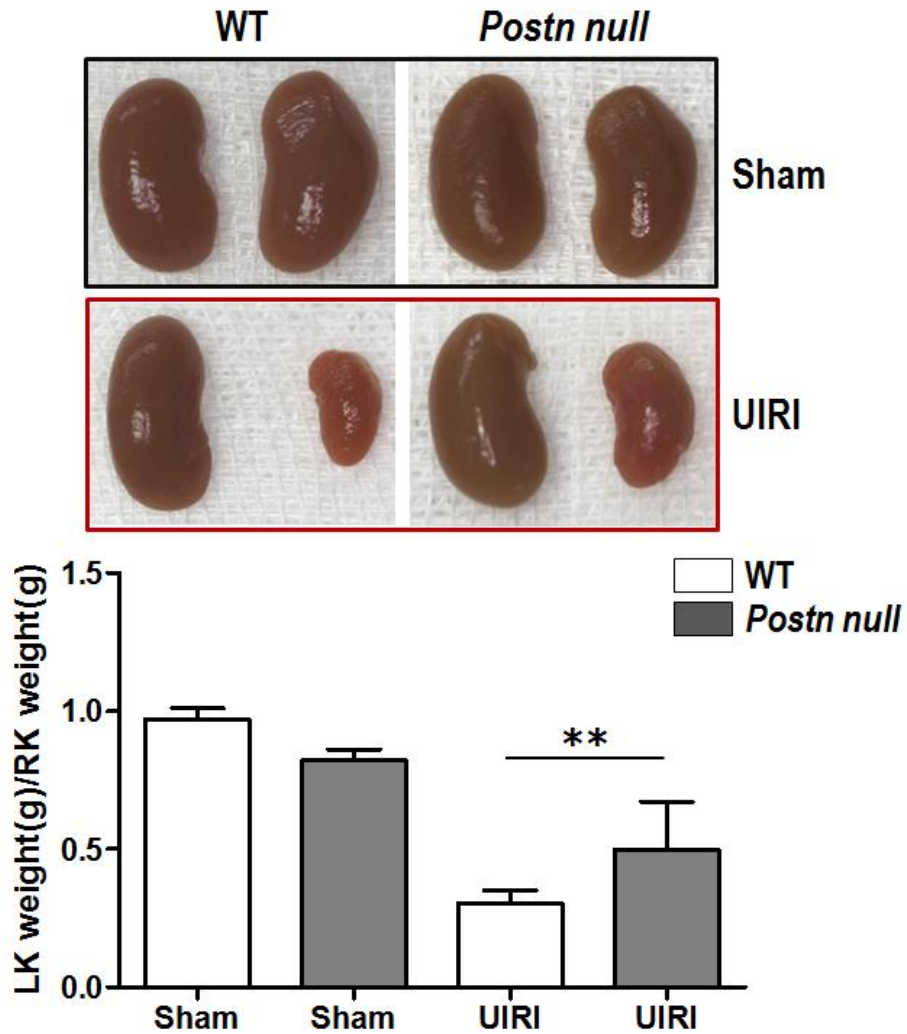 WT Postn null
Sham
UIRI
LK weight(g)/RK weight(g)
1.5
1.0
0.5
0.0
WT
Postn null
**
Sham Sham UIRI UIRI